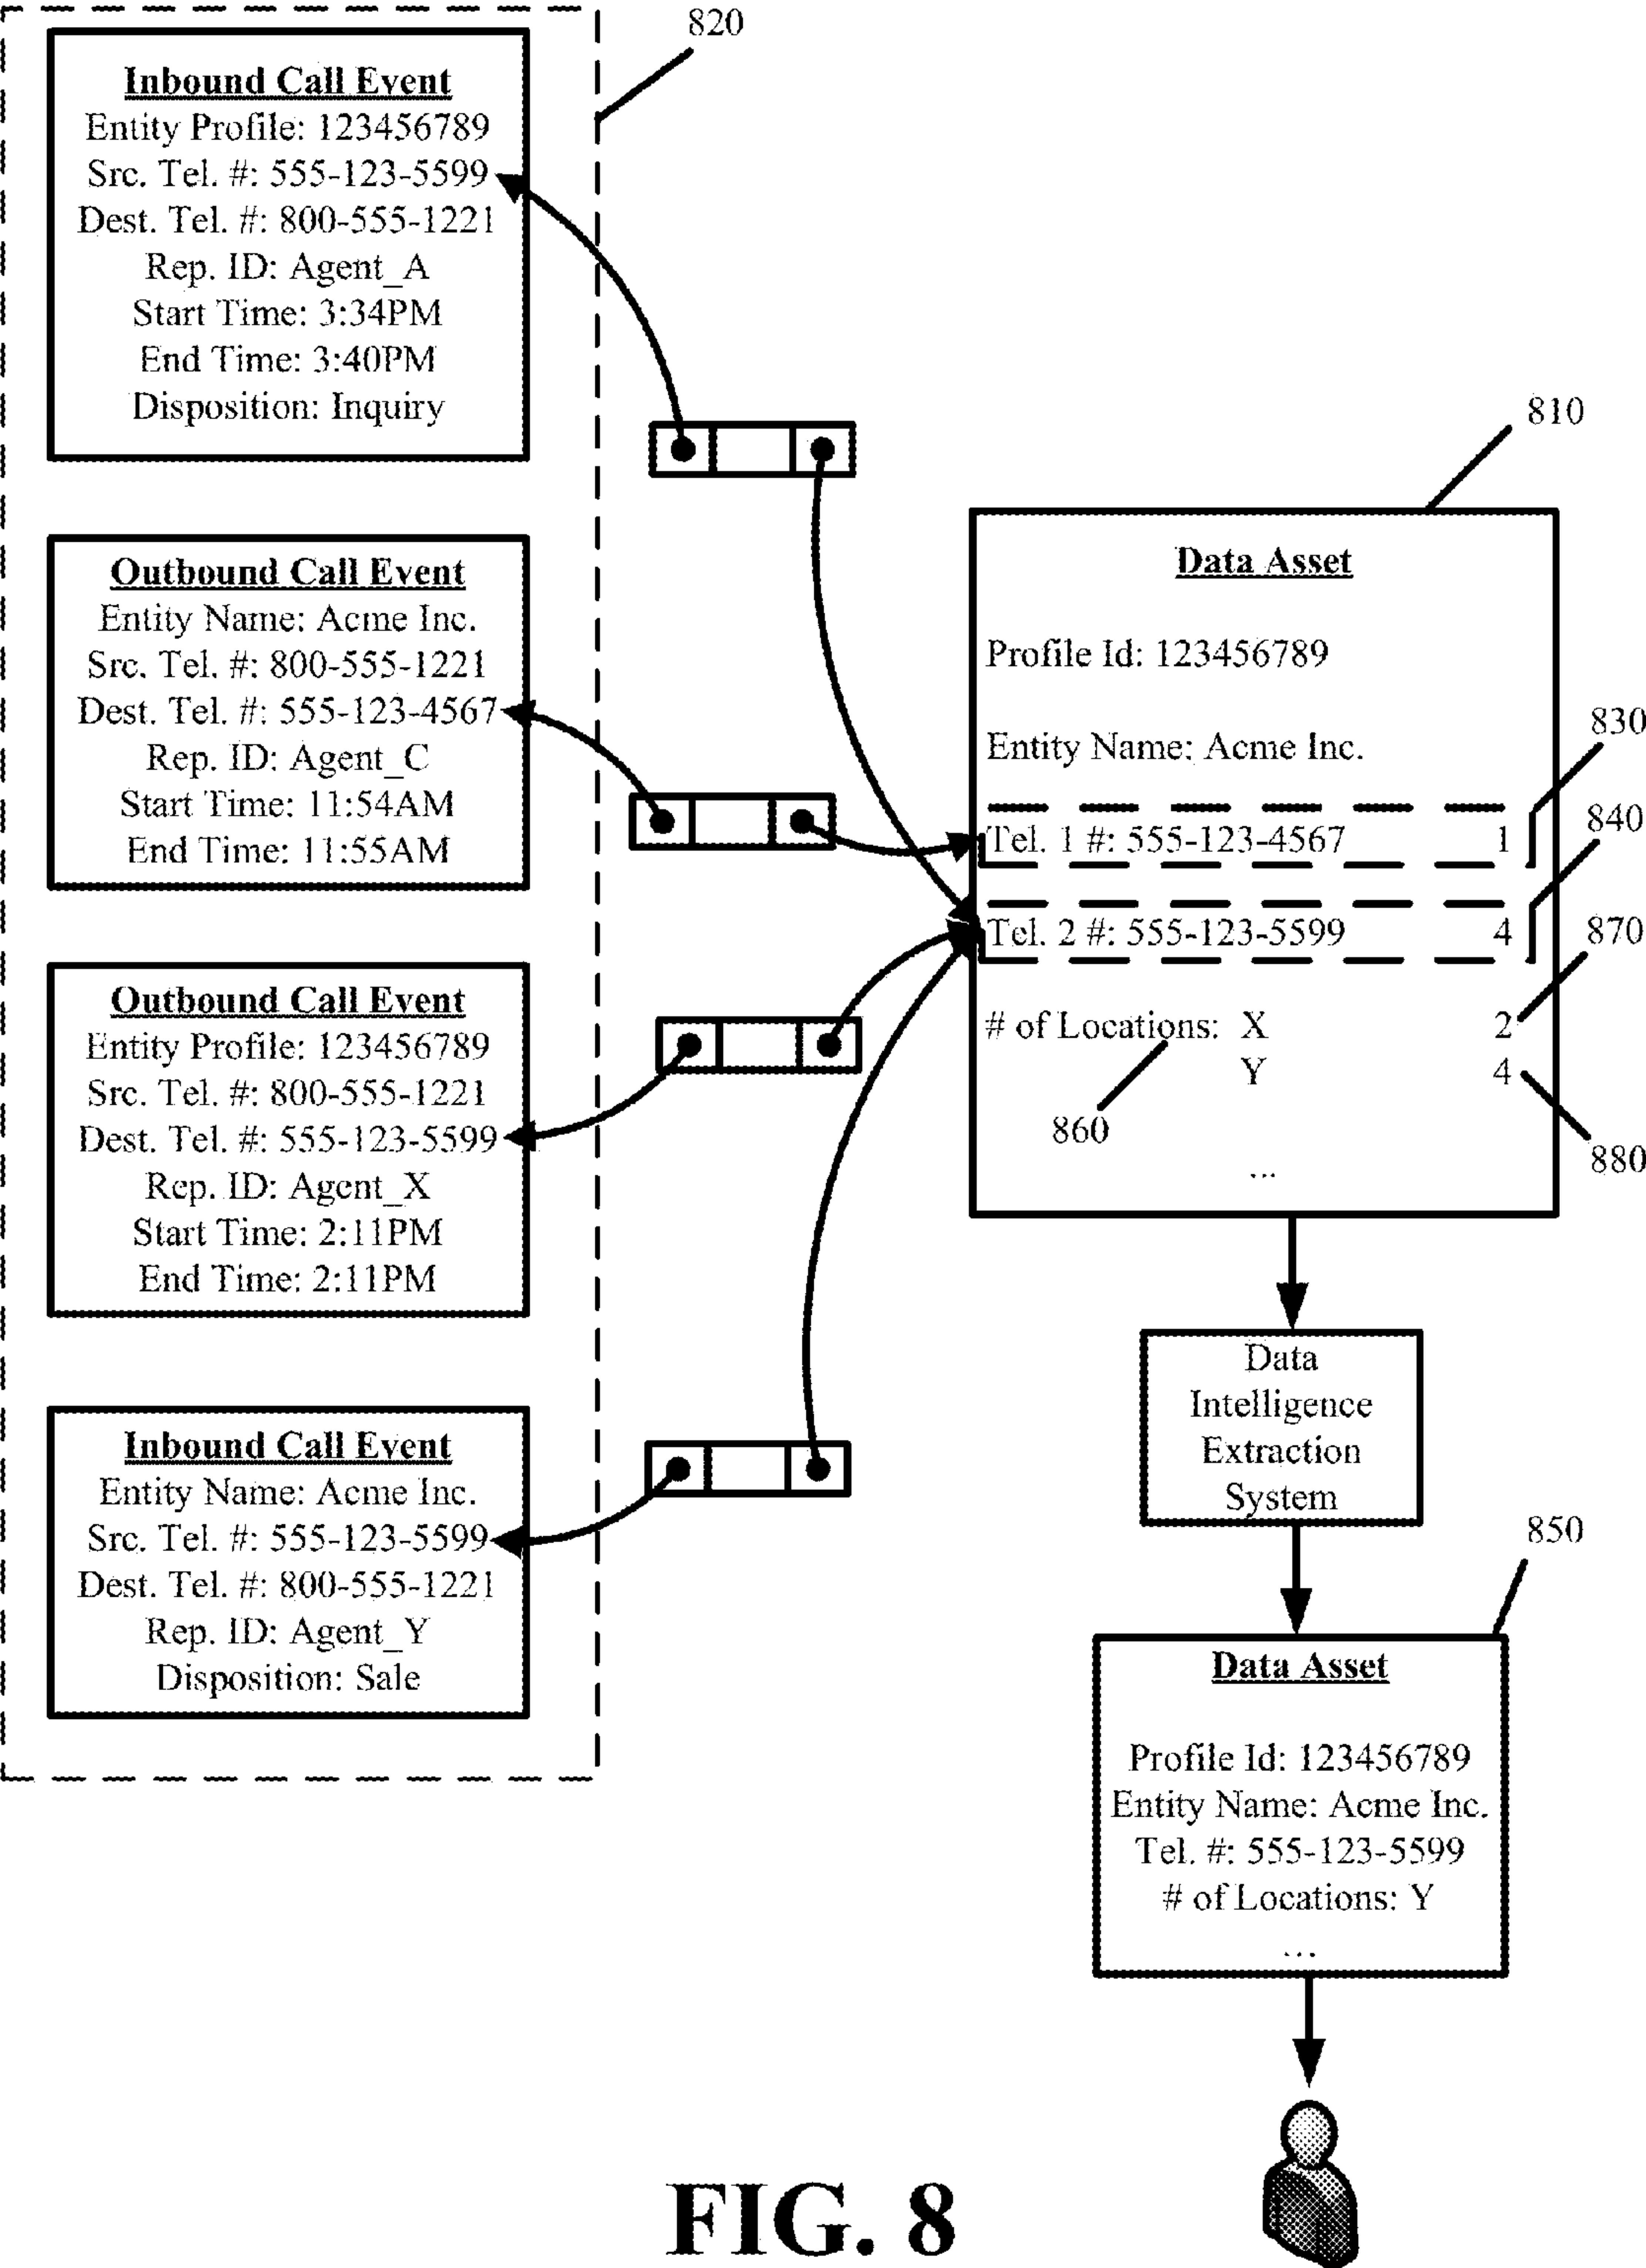 820
Inbound Call Event
Entity Profile: 123456789
Src. Tel. #: 555-123-5599
Dest. Tel. #: 800-555-1221
Rep. ID: Agent_A
Start Time: 3:34PM
End Time: 3:40PM
Disposition: Inquiry
Outbound Call Event
Entity Name: Acme Inc.
Src. Tel. #: 800-555-1221
Dest. Tel. #: 555-123-4567
Rep. ID: Agent_C
Start Time: 11:54AM
End Time: 11:55AM
Outbound Call Event
Entity Profile: 123456789
Src. Tel. #: 800-555-1221
Dest. Tel. #: 555-123-5599
Rep. ID: Agent_X
Start Time: 2:11PM
End Time: 2:11PM
Inbound Call Event
Entity Name: Acme Inc.
Src. Tel. #: 555-123-5599
Dest. Tel. #: 800-555-1221
Rep. ID: Agent_Y
Disposition: Sale
810
Data Asset
Profile Id: 123456789
Entity Name: Acme Inc.
830
Tel. 1 #: 555-123-4567 1
840
Tel. 2 #: 555-123-5599 4
870
# of Locations: X 2
Y 4
860
880
...
Data
Intelligence
Extraction
System
850
Data Asset
Profile Id: 123456789
Entity Name: Acme Inc.
Tel. #: 555-123-5599
# of Locations: Y
...
FIG. 8